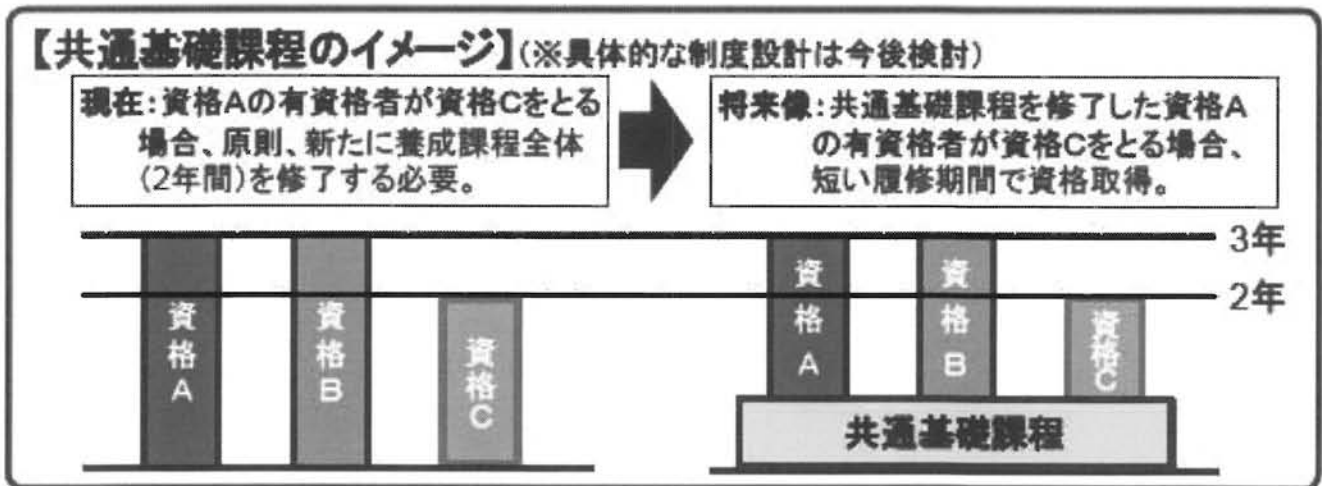 【共通基礎課程のイメージ】(※具体的な制度設計は今後検討)
現在:資格Aの有資格者が資格Cをとる
場合、原則、新たに養成課程全体
(2年間)を修了する必要。
将来像:共通基礎課程を修了した資格A
の有資格者が資格Cをとる場合、
短い履修期間で資格取得。
3年
2年
資格A
資格B
資格C
資格A
資格B
資格C
共通基礎課程